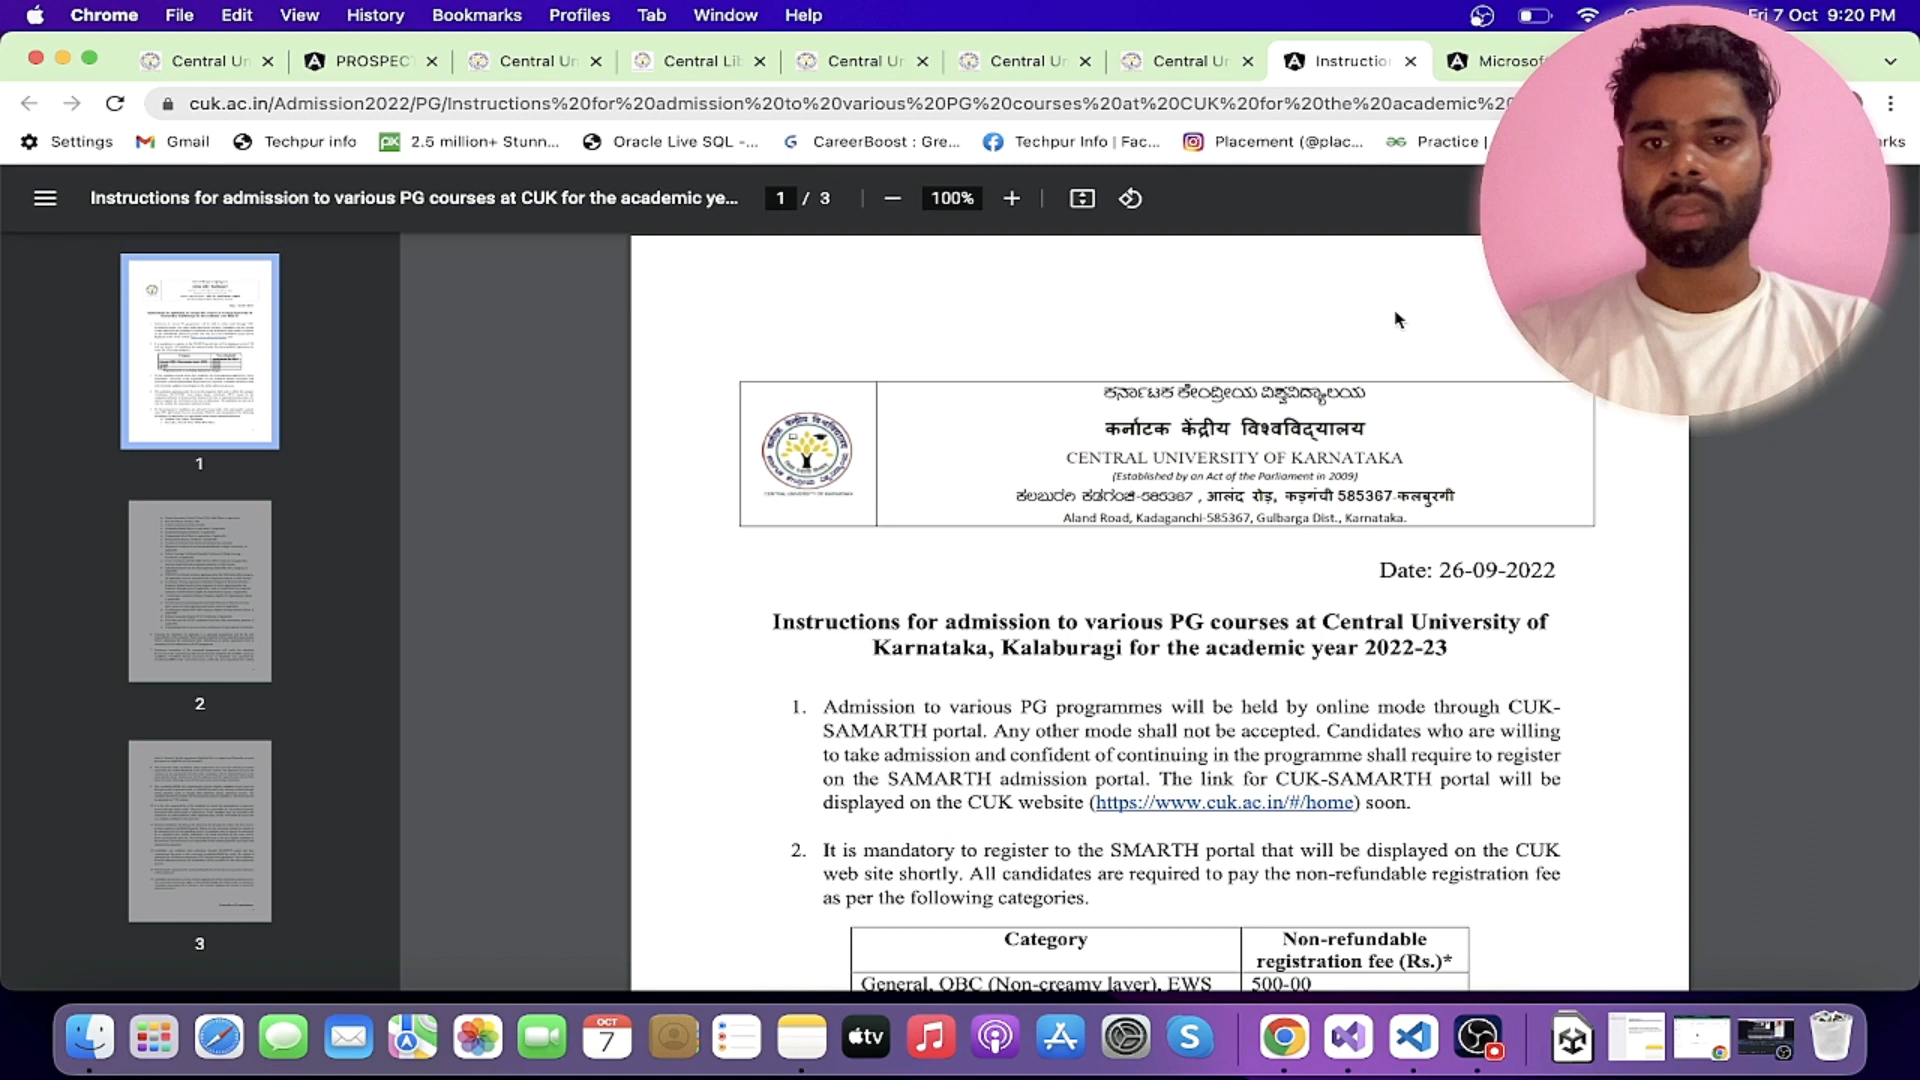 Chrome File Edit View History Bookmarks Profiles Tab Window Help
Fri 7 Oct 9:20 PM
Central Un PROSPEC Central Un Central Lib Central Un Central Un Central Un Instructio Microsof
cuk.ac.in/Admission2022/PG/Instructions%20for%20admission%20to%20various%20PG%20courses%20at%20CUK%20for%20the%20academic%20
Settings Gmail Techpur info 2.5 million+ Stunn... Oracle Live SQL -... CareerBoost : Gre... Techpur Info | Fac... Placement (@plac... Practice |
Instructions for admission to various PG courses at CUK for the academic ye... 1 / 3 100%
1
2
3
ಕರ್ನಾಟಕ ಕೇಂದ್ರೀಯ ವಿಶ್ವವಿದ್ಯಾಲಯ
कर्नाटक केंद्रीय विश्वविद्यालय
CENTRAL UNIVERSITY OF KARNATAKA
(Established by an Act of the Parliament in 2009)
ಕಲಬುರಗಿ ಕಡಗಂಚಿ-585367 , आलंद रोड़, कड़गंची 585367-कलबुरगी
Aland Road, Kadaganchi-585367, Gulbarga Dist., Karnataka.
CENTRAL UNIVERSITY OF KARNATAKA
Date: 26-09-2022
Instructions for admission to various PG courses at Central University of
Karnataka, Kalaburagi for the academic year 2022-23
1. Admission to various PG programmes will be held by online mode through CUK-
SAMARTH portal. Any other mode shall not be accepted. Candidates who are willing
to take admission and confident of continuing in the programme shall require to register
on the SAMARTH admission portal. The link for CUK-SAMARTH portal will be
displayed on the CUK website (https://www.cuk.ac.in/#/home) soon.
2. It is mandatory to register to the SMARTH portal that will be displayed on the CUK
web site shortly. All candidates are required to pay the non-refundable registration fee
as per the following categories.
Category
Non-refundable
registration fee (Rs.)*
General, OBC (Non-creamy layer), EWS 500-00
OCT
7
tv